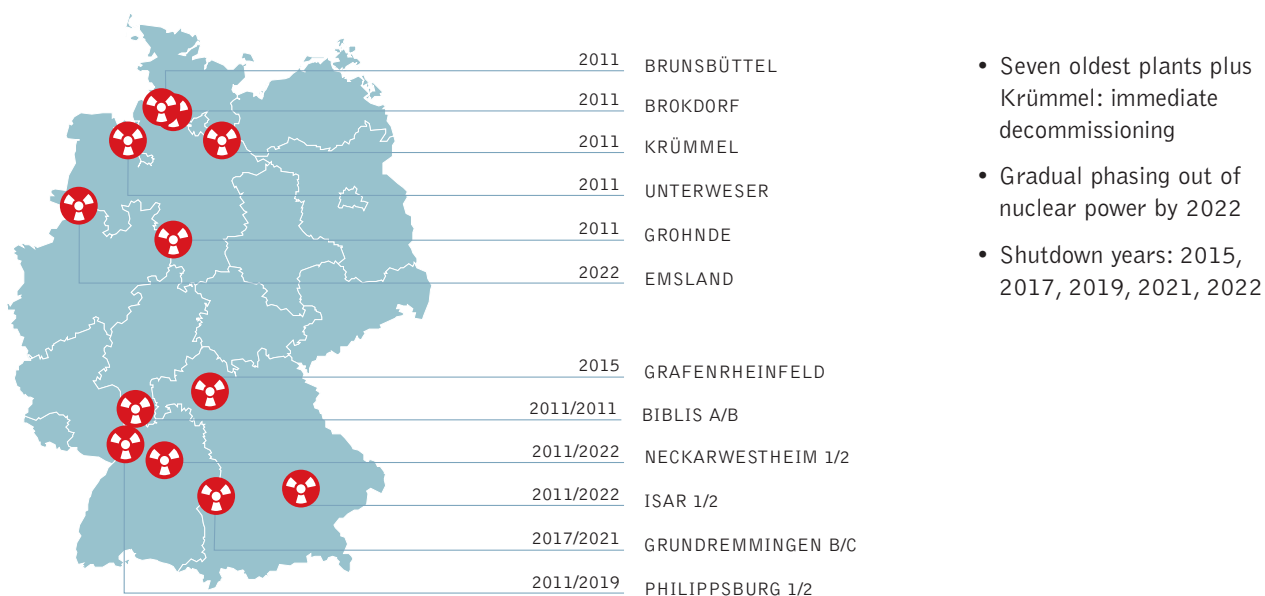 2011 BRUNSBÜTTEL
2011 BROKDORF
2011 KRÜMMEL
2011 UNTERWESER
2011 GROHNDE
2022 EMSLAND
2015 GRAFENRHEINFELD
2011/2011 BIBLIS A/B
2011/2022 NECKARWESTHEIM 1/2
2011/2022 ISAR 1/2
2017/2021 GRUNDREMMINGEN B/C
2011/2019 PHILIPPSBURG 1/2
• Seven oldest plants plus
Krümmel: immediate
decommissioning
• Gradual phasing out of
nuclear power by 2022
• Shutdown years: 2015,
2017, 2019, 2021, 2022